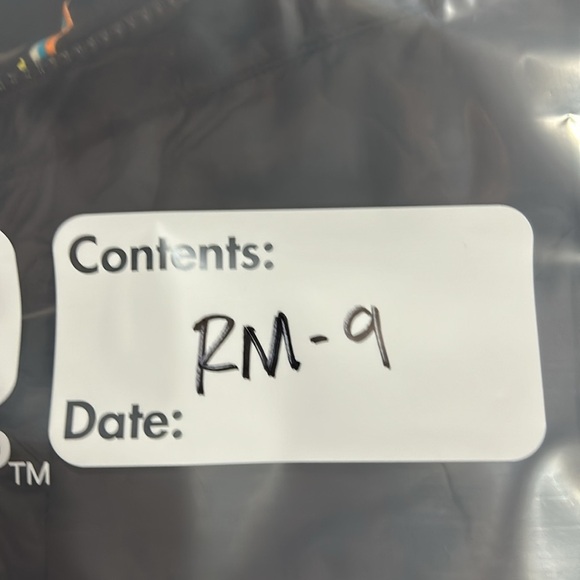 Contents:
RM-9
Date:
TM